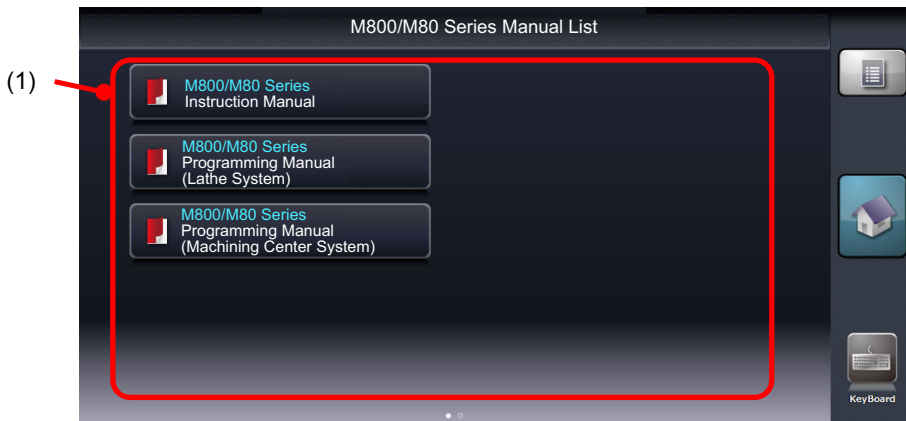 M800/M80 Series Manual List
(1)
M800/M80 Series
Instruction Manual
M800/M80 Series
Programming Manual
(Lathe System)
M800/M80 Series
Programming Manual
(Machining Center System)
KeyBoard